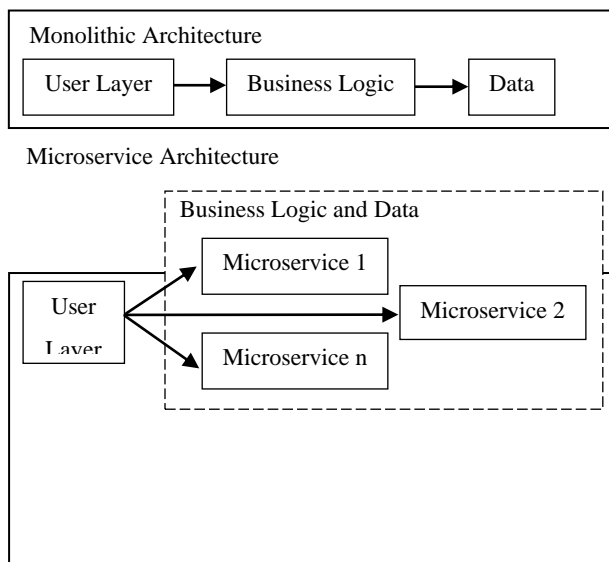 Monolithic Architecture
User Layer
Business Logic
Data
Microservice Architecture
Business Logic and Data
Microservice 1
User
Layer
Microservice 2
Microservice n